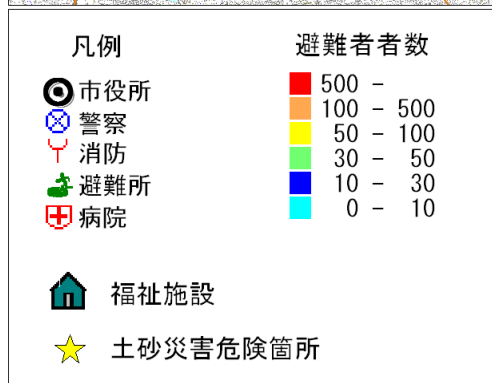 凡例
市役所
警察
消防
避難所
病院
避難者者数
500 -
100 - 500
50 - 100
30 - 50
10 - 30
0 - 10
福祉施設
土砂災害危険箇所